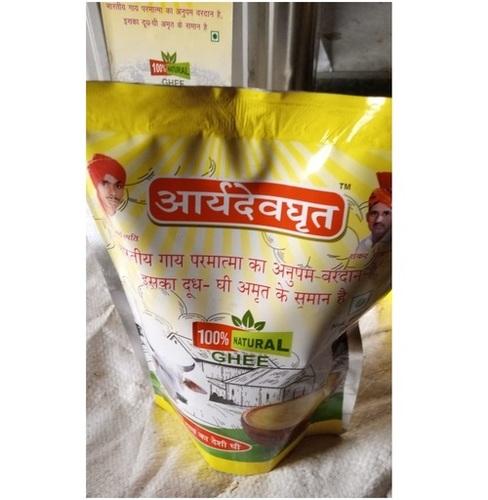 भारतीय गाय परमात्मा का अनुपम वरदान है,
इसका दूध-घी अमृत के समान है
100% NATURAL
GHEE
आर्यदेवघृत TM
भारतीय गाय परमात्मा का अनुपम-वरदान
इसका दूध- घी अमृत के समान है
100% NATURAL
GHEE
का देशी घी